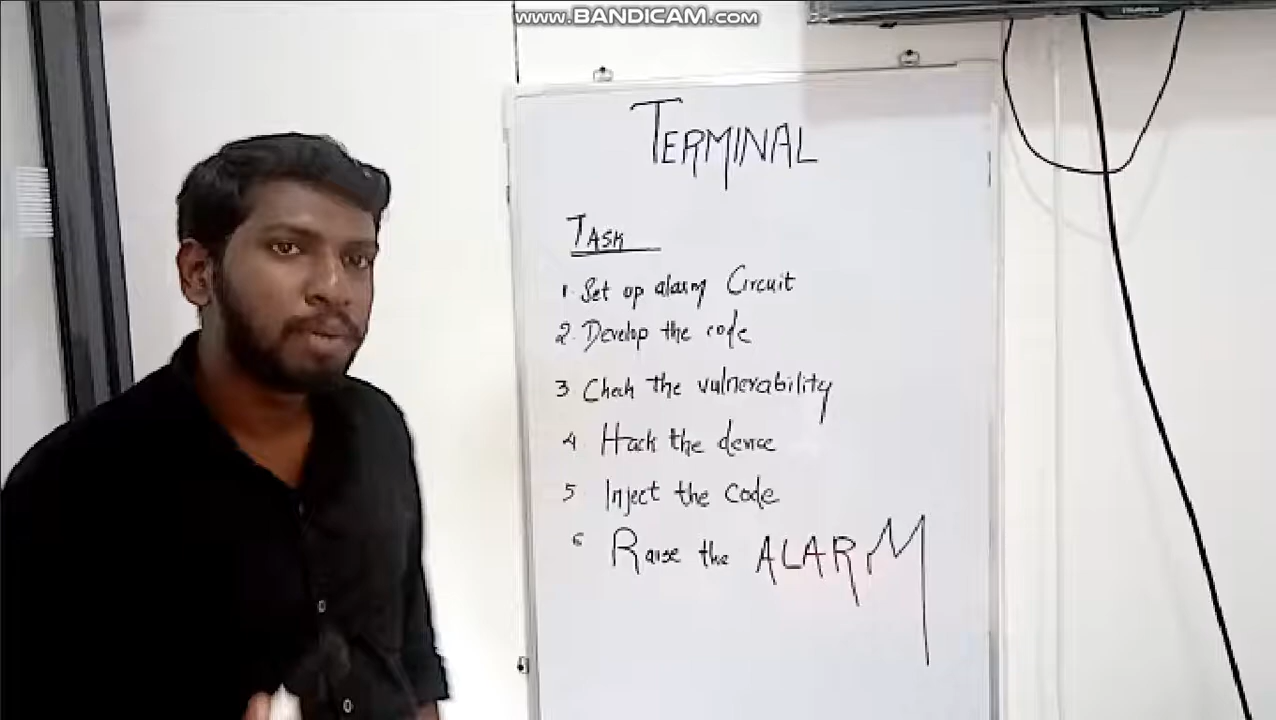 www.BANDICAM.com
TERMINAL
TASK
1. Set up alarm Circuit
2. Develop the code
3 Check the vulnerability
4 Hack the device
5 Inject the code
6 Raise the ALARM